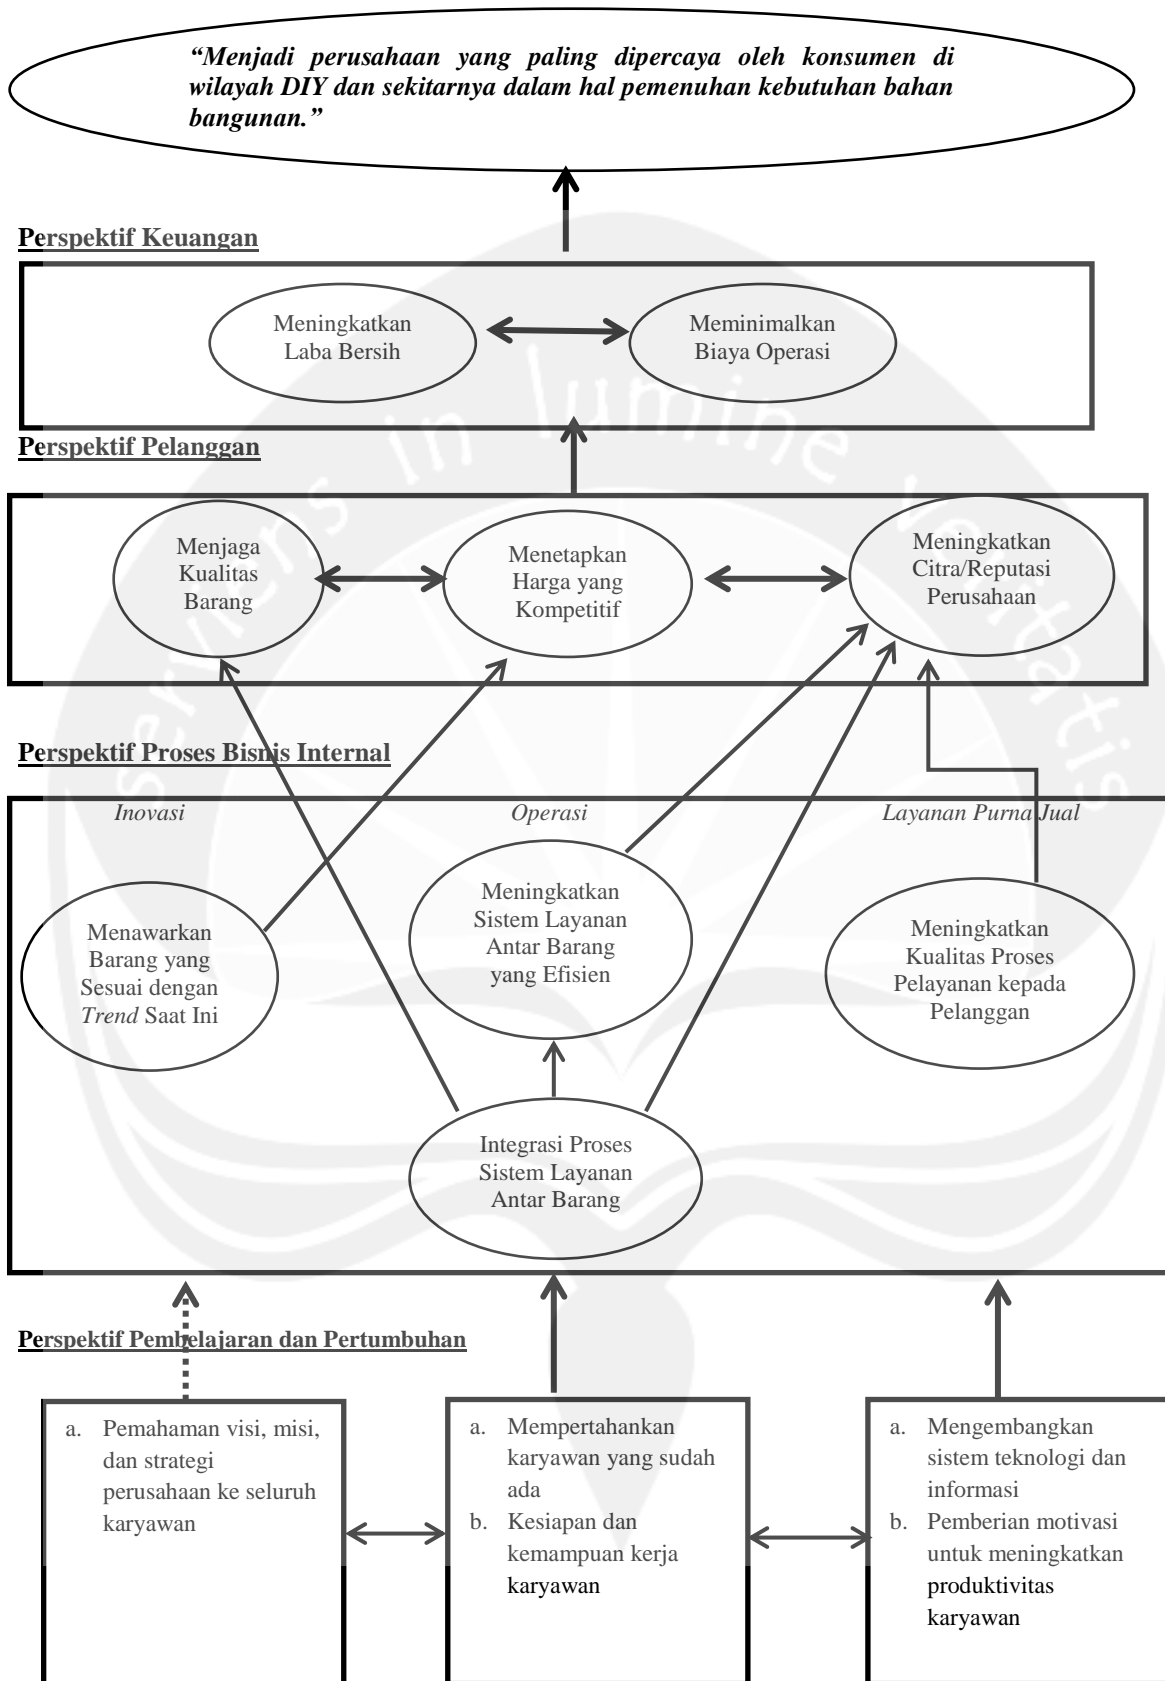 “Menjadi perusahaan yang paling dipercaya oleh konsumen di
wilayah DIY dan sekitarnya dalam hal pemenuhan kebutuhan bahan
bangunan.”
Perspektif Keuangan
Meningkatkan
Laba Bersih
Meminimalkan
Biaya Operasi
Perspektif Pelanggan
Menjaga
Kualitas
Barang
Menetapkan
Harga yang
Kompetitif
Meningkatkan
Citra/Reputasi
Perusahaan
Perspektif Proses Bisnis Internal
Inovasi
Operasi
Layanan Purna Jual
Menawarkan
Barang yang
Sesuai dengan
Trend Saat Ini
Meningkatkan
Sistem Layanan
Antar Barang
yang Efisien
Meningkatkan
Kualitas Proses
Pelayanan kepada
Pelanggan
Integrasi Proses
Sistem Layanan
Antar Barang
Perspektif Pembelajaran dan Pertumbuhan
a. Pemahaman visi, misi,
dan strategi
perusahaan ke seluruh
karyawan
a. Mempertahankan
karyawan yang sudah
ada
b. Kesiapan dan
kemampuan kerja
karyawan
a. Mengembangkan
sistem teknologi dan
informasi
b. Pemberian motivasi
untuk meningkatkan
produktivitas
karyawan
serviens in lumine veritatis